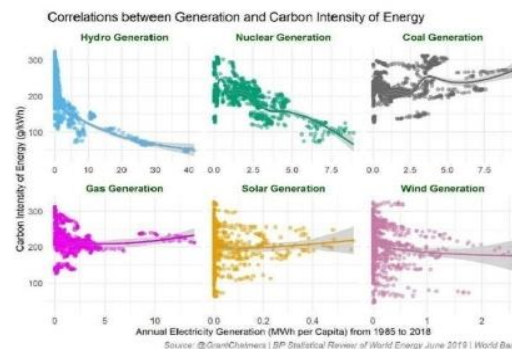 Correlations between Generation and Carbon Intensity of Energy
Hydro Generation
Nuclear Generation
Coal Generation
300
200
100
0 10 20 30 40
0.0 2.5 5.0 7.5
0.0 2.5 5.0 7.5
Gas Generation
Solar Generation
Wind Generation
300
200
100
0 5 10
0.0 0.2 0.4
0 1 2
Carbon Intensity of Energy (g/kWh)
Annual Electricity Generation (MWh per Capita) from 1985 to 2018
Source: @GrantChalmers | BP Statistical Review of World Energy June 2019 | World Ba